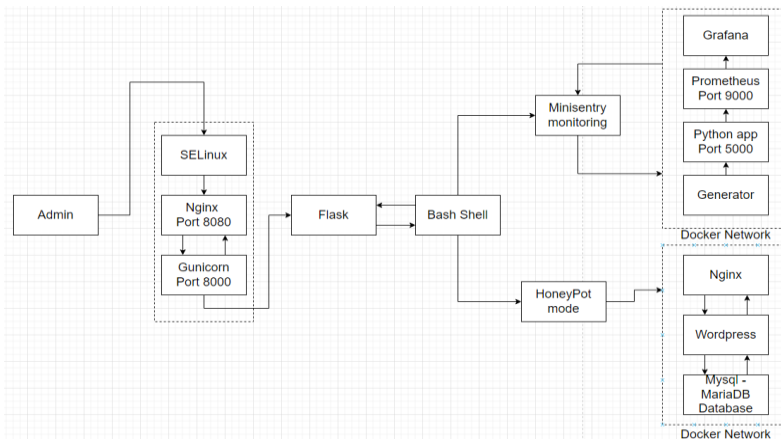 Admin
SELinux
Nginx
Port 8080
Gunicorn
Port 8000
Flask
Bash Shell
Minisentry
monitoring
HoneyPot
mode
Grafana
Prometheus
Port 9000
Python app
Port 5000
Generator
Docker Network
Nginx
Wordpress
Mysql -
MariaDB
Database
Docker Network